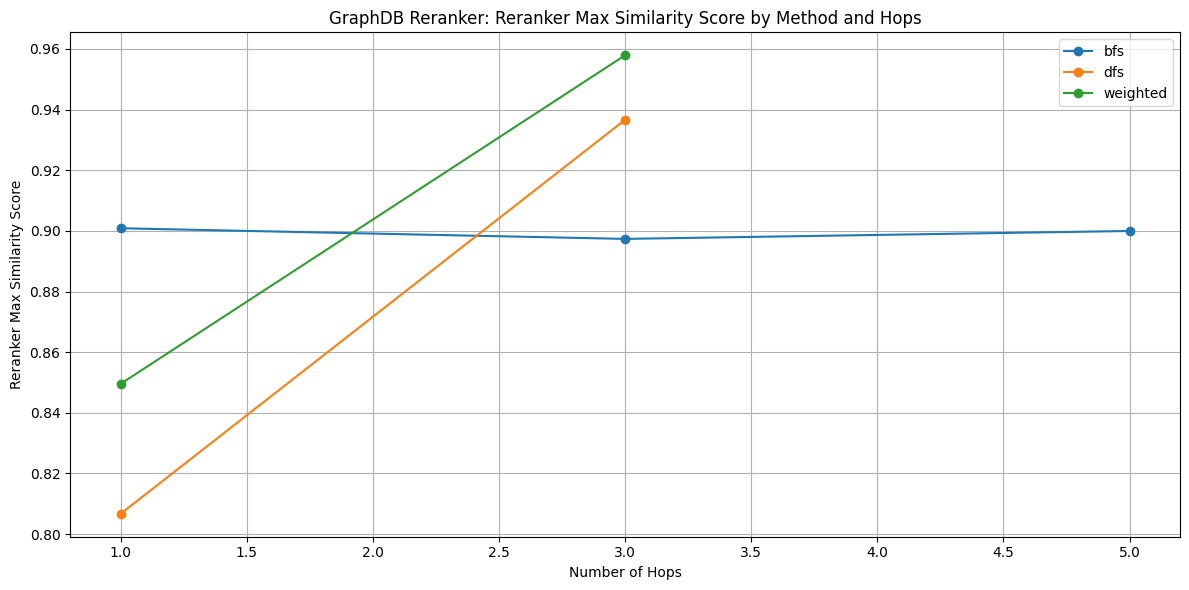 GraphDB Reranker: Reranker Max Similarity Score by Method and Hops
bfs
dfs
weighted
Reranker Max Similarity Score
0.96
0.94
0.92
0.90
0.88
0.86
0.84
0.82
0.80
1.0 1.5 2.0 2.5 3.0 3.5 4.0 4.5 5.0
Number of Hops